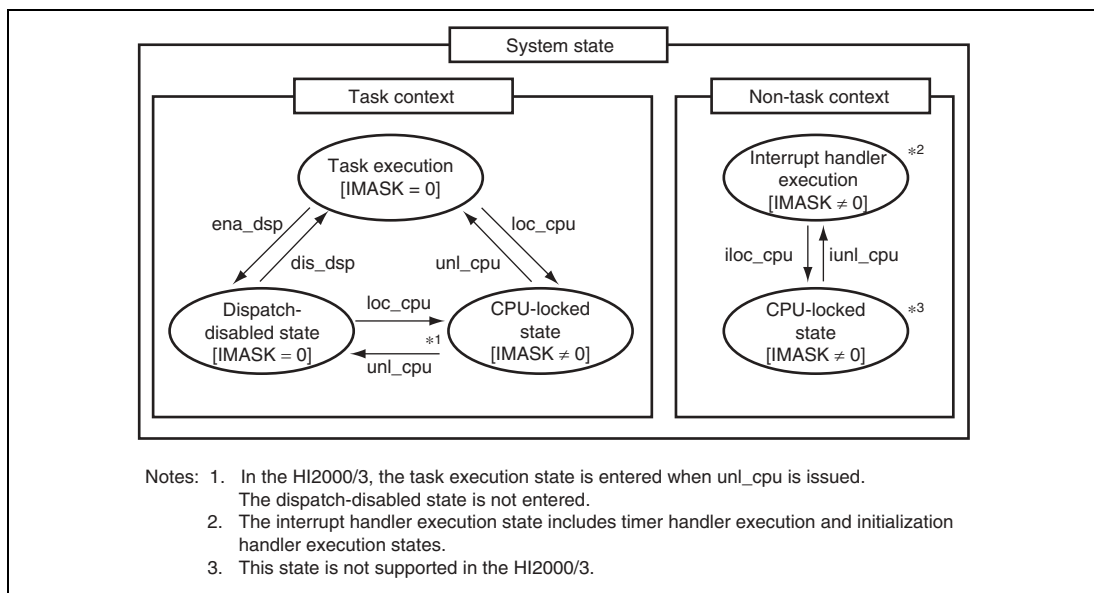 System state
Task context
Task execution
[IMASK = 0]
ena_dsp
dis_dsp
loc_cpu
unl_cpu
Dispatch-
disabled state
[IMASK = 0]
loc_cpu
*1
unl_cpu
CPU-locked
state
[IMASK ≠ 0]
Non-task context
Interrupt handler
execution
[IMASK ≠ 0]
*2
iloc_cpu
iunl_cpu
CPU-locked
state
[IMASK ≠ 0]
*3
Notes: 1. In the HI2000/3, the task execution state is entered when unl_cpu is issued.
The dispatch-disabled state is not entered.
2. The interrupt handler execution state includes timer handler execution and initialization
handler execution states.
3. This state is not supported in the HI2000/3.